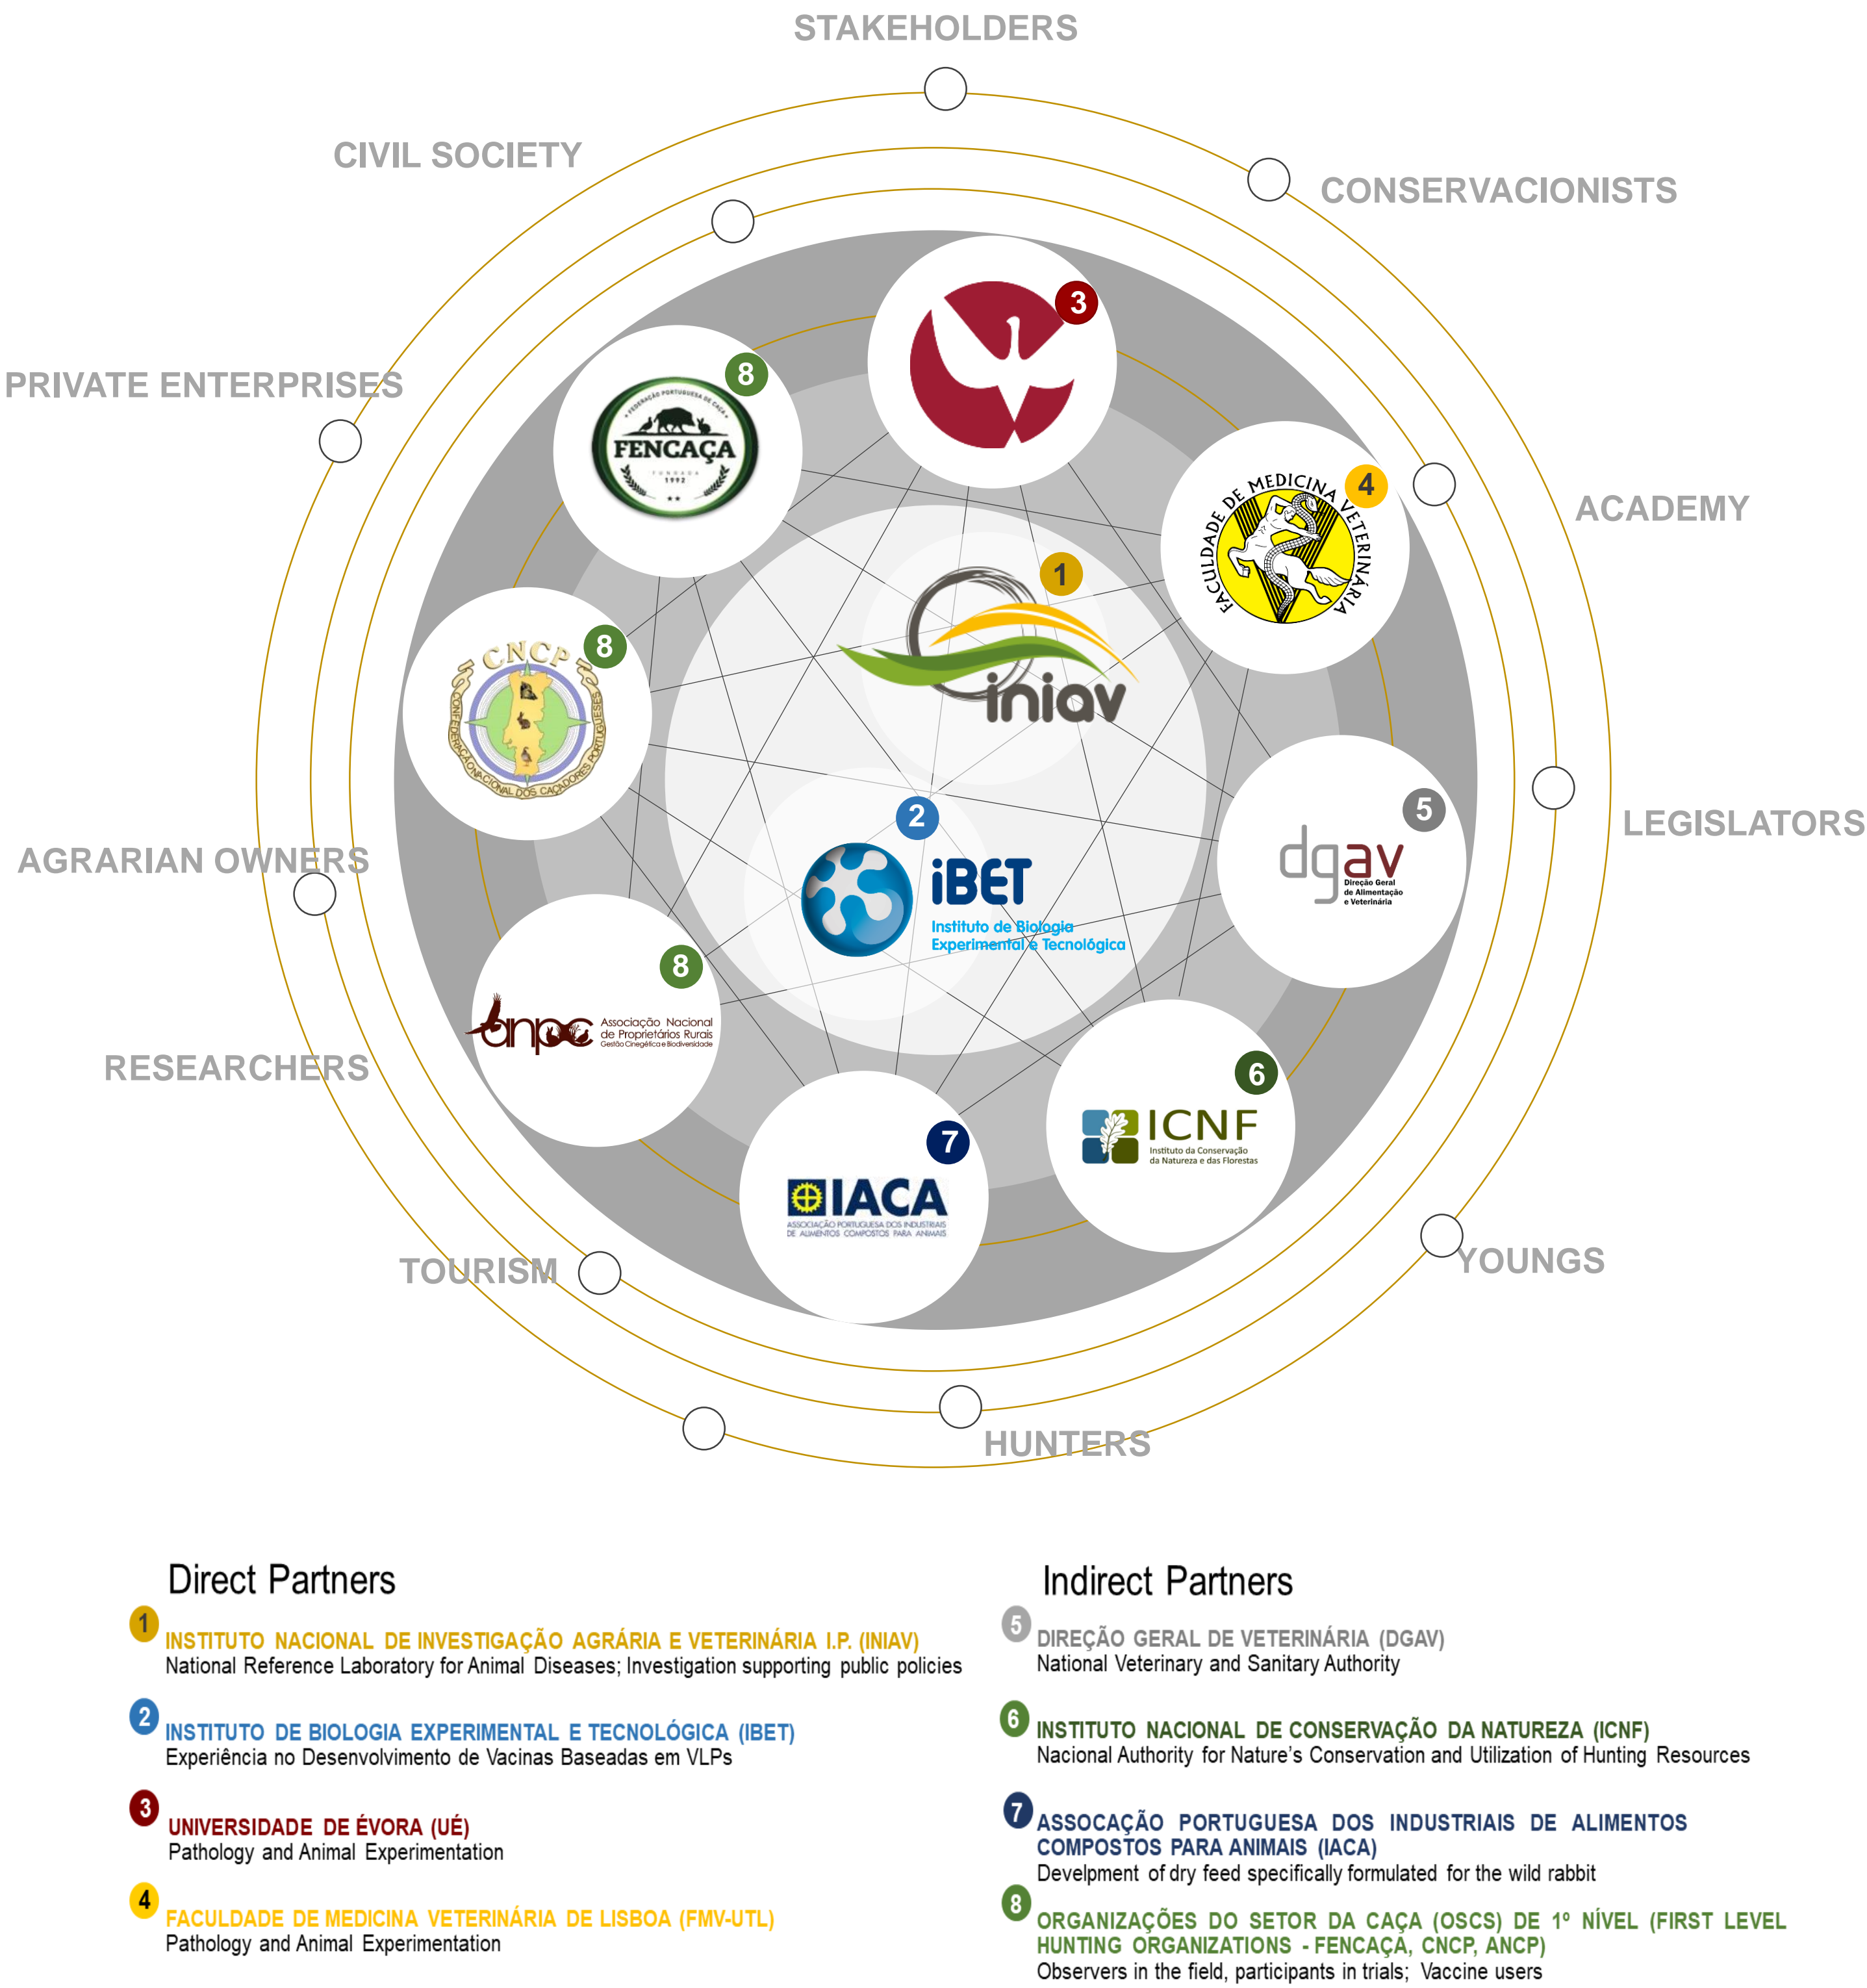 STAKEHOLDERS
CIVIL SOCIETY
CONSERVACIONISTS
3
PRIVATE ENTERPRISES
8
FEDERAÇÃO PORTUGUESA DE CAÇA
FENCAÇA
FUNDADA
1992
4
FACULDADE DE MEDICINA VETERINÁRIA
ACADEMY
1
iniav
8
CNCP
CONFEDERAÇÃO NACIONAL DOS CAÇADORES PORTUGUESES
2
iBET
Instituto de Biologia
Experimental e Tecnológica
5
dgav
Direção Geral
de Alimentação
e Veterinária
LEGISLATORS
AGRARIAN OWNERS
8
anpc
Associação Nacional
de Proprietários Rurais
Gestão Cinegética e Biodiversidade
RESEARCHERS
6
ICNF
Instituto da Conservação
da Natureza e das Florestas
7
IACA
ASSOCIAÇÃO PORTUGUESA DOS INDUSTRIAIS
DE ALIMENTOS COMPOSTOS PARA ANIMAIS
TOURISM
YOUNGS
HUNTERS
Direct Partners
1
INSTITUTO NACIONAL DE INVESTIGAÇÃO AGRÁRIA E VETERINÁRIA I.P. (INIAV)
National Reference Laboratory for Animal Diseases; Investigation supporting public policies
2
INSTITUTO DE BIOLOGIA EXPERIMENTAL E TECNOLÓGICA (IBET)
Experiência no Desenvolvimento de Vacinas Baseadas em VLPs
3
UNIVERSIDADE DE ÉVORA (UÉ)
Pathology and Animal Experimentation
4
FACULDADE DE MEDICINA VETERINÁRIA DE LISBOA (FMV-UTL)
Pathology and Animal Experimentation
Indirect Partners
5
DIREÇÃO GERAL DE VETERINÁRIA (DGAV)
National Veterinary and Sanitary Authority
6
INSTITUTO NACIONAL DE CONSERVAÇÃO DA NATUREZA (ICNF)
Nacional Authority for Nature's Conservation and Utilization of Hunting Resources
7
ASSOCAÇÃO PORTUGUESA DOS INDUSTRIAIS DE ALIMENTOS
COMPOSTOS PARA ANIMAIS (IACA)
Develpment of dry feed specifically formulated for the wild rabbit
8
ORGANIZAÇÕES DO SETOR DA CAÇA (OSCS) DE 1º NÍVEL (FIRST LEVEL
HUNTING ORGANIZATIONS - FENCAÇA, CNCP, ANCP)
Observers in the field, participants in trials; Vaccine users